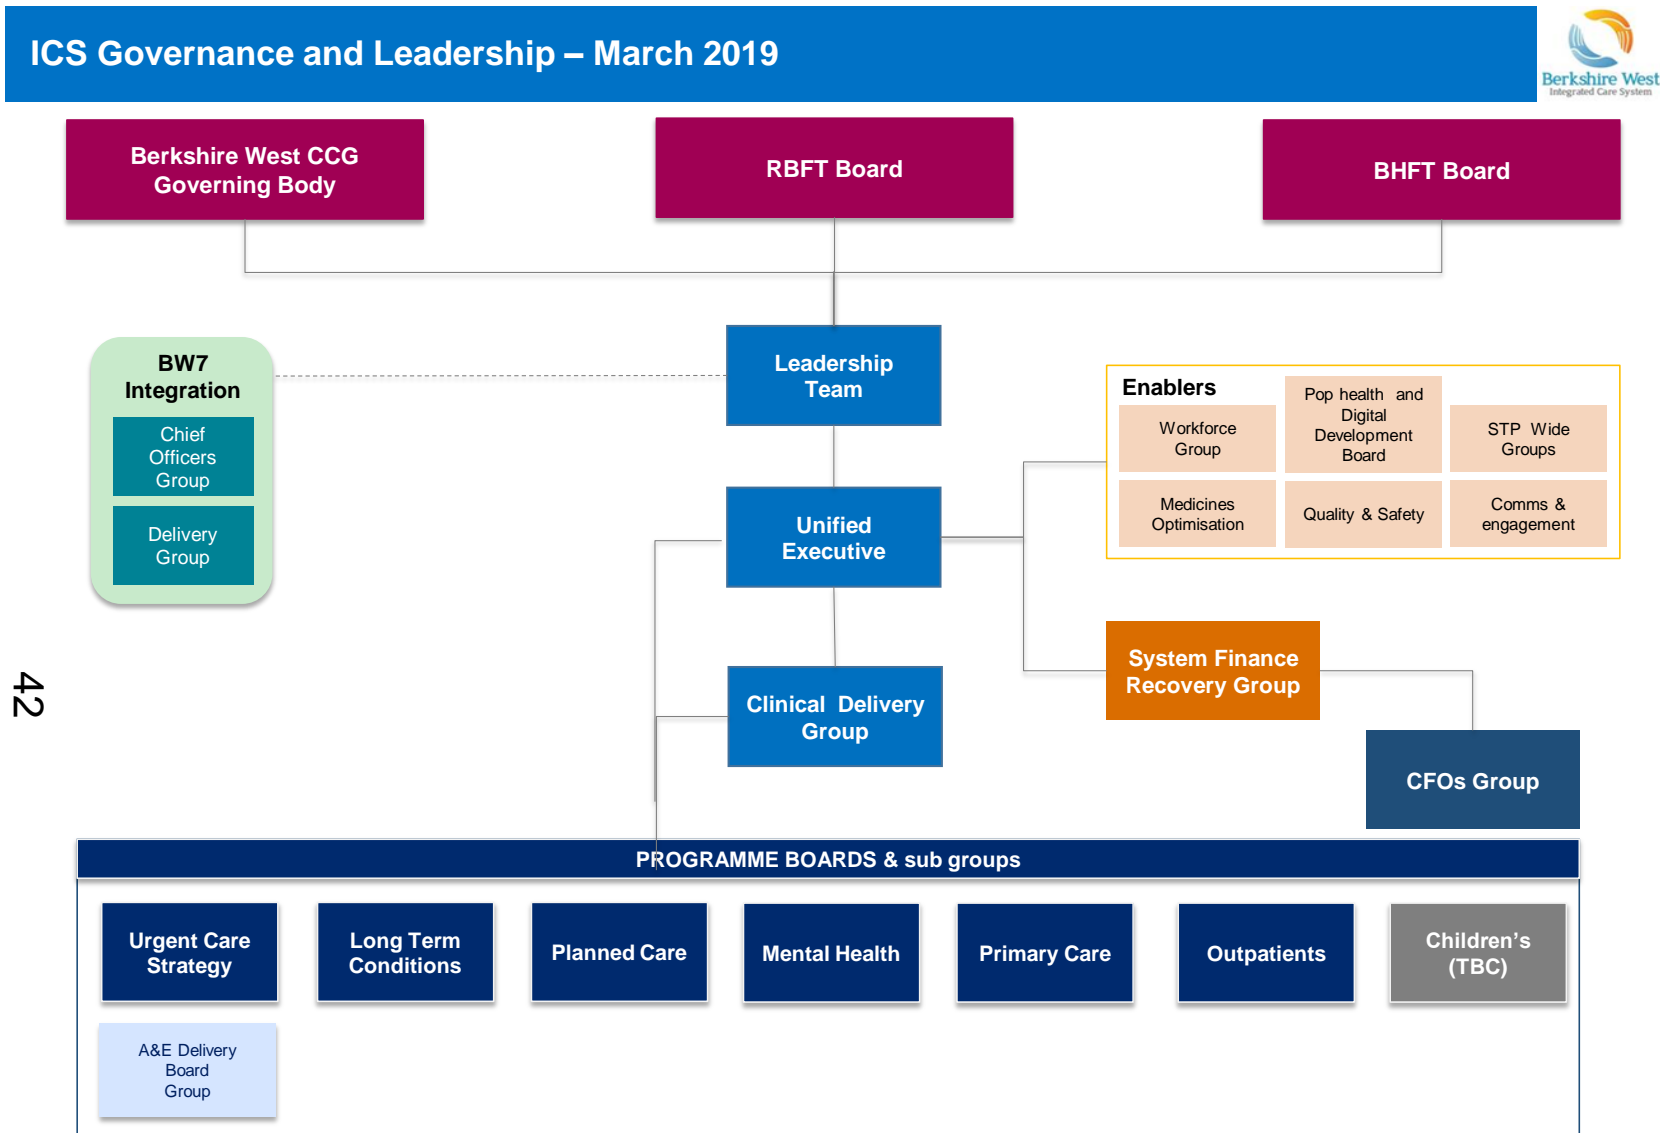 ICS Governance and Leadership – March 2019
Berkshire West
Integrated Care System
Berkshire West CCG
Governing Body
RBFT Board
BHFT Board
Leadership
Team
BW7
Integration
Chief
Officers
Group
Delivery
Group
Enablers
Workforce
Group
Pop health and
Digital
Development
Board
STP Wide
Groups
Medicines
Optimisation
Quality & Safety
Comms &
engagement
Unified
Executive
System Finance
Recovery Group
Clinical Delivery
Group
CFOs Group
42
PROGRAMME BOARDS & sub groups
Urgent Care
Strategy
Long Term
Conditions
Planned Care
Mental Health
Primary Care
Outpatients
Children’s
(TBC)
A&E Delivery
Board
Group